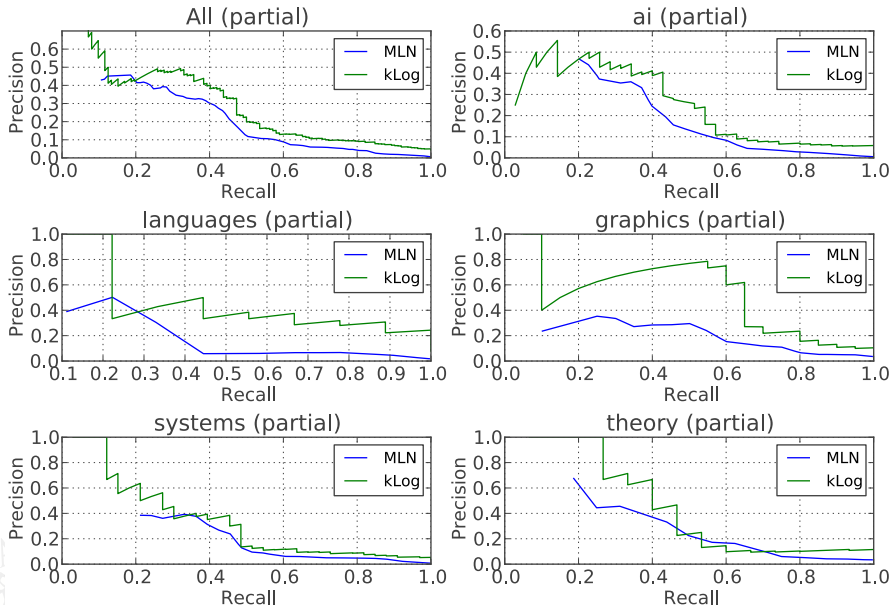 All (partial)
Precision
0.6
0.5
0.4
0.3
0.2
0.1
0.0
MLN
kLog
0.0 0.2 0.4 0.6 0.8 1.0
Recall
ai (partial)
Precision
0.6
0.5
0.4
0.3
0.2
0.1
0.0
MLN
kLog
0.0 0.2 0.4 0.6 0.8 1.0
Recall
languages (partial)
Precision
1.0
0.8
0.6
0.4
0.2
0.0
MLN
kLog
0.1 0.2 0.3 0.4 0.5 0.6 0.7 0.8 0.9 1.0
Recall
graphics (partial)
Precision
1.0
0.8
0.6
0.4
0.2
0.0
MLN
kLog
0.0 0.2 0.4 0.6 0.8 1.0
Recall
systems (partial)
Precision
1.0
0.8
0.6
0.4
0.2
0.0
MLN
kLog
0.0 0.2 0.4 0.6 0.8 1.0
Recall
theory (partial)
Precision
1.0
0.8
0.6
0.4
0.2
0.0
MLN
kLog
0.0 0.2 0.4 0.6 0.8 1.0
Recall